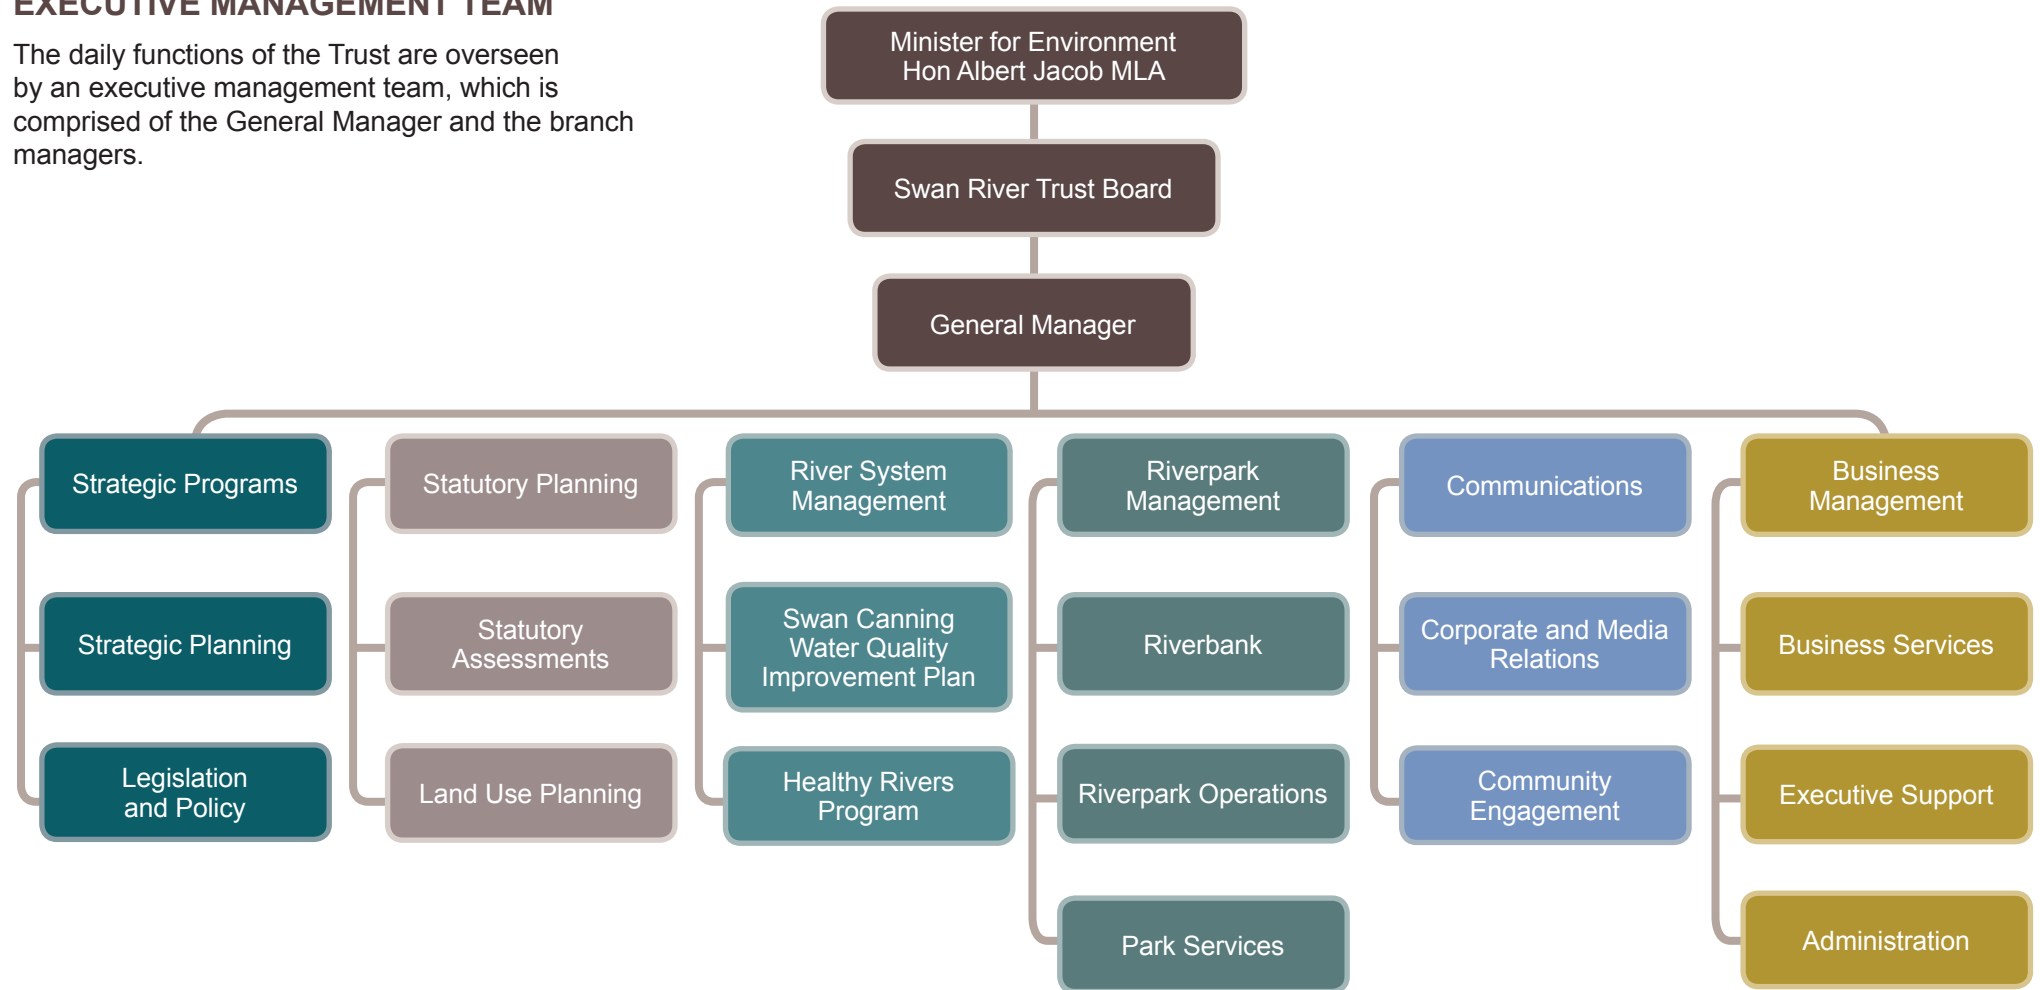 EXECUTIVE MANAGEMENT TEAM
The daily functions of the Trust are overseen
by an executive management team, which is
comprised of the General Manager and the branch
managers.
Minister for Environment
Hon Albert Jacob MLA
Swan River Trust Board
General Manager
Strategic Programs
Strategic Planning
Legislation
and Policy
Statutory Planning
Statutory
Assessments
Land Use Planning
River System
Management
Swan Canning
Water Quality
Improvement Plan
Healthy Rivers
Program
Riverpark
Management
Riverbank
Riverpark Operations
Park Services
Communications
Corporate and Media
Relations
Community
Engagement
Business
Management
Business Services
Executive Support
Administration